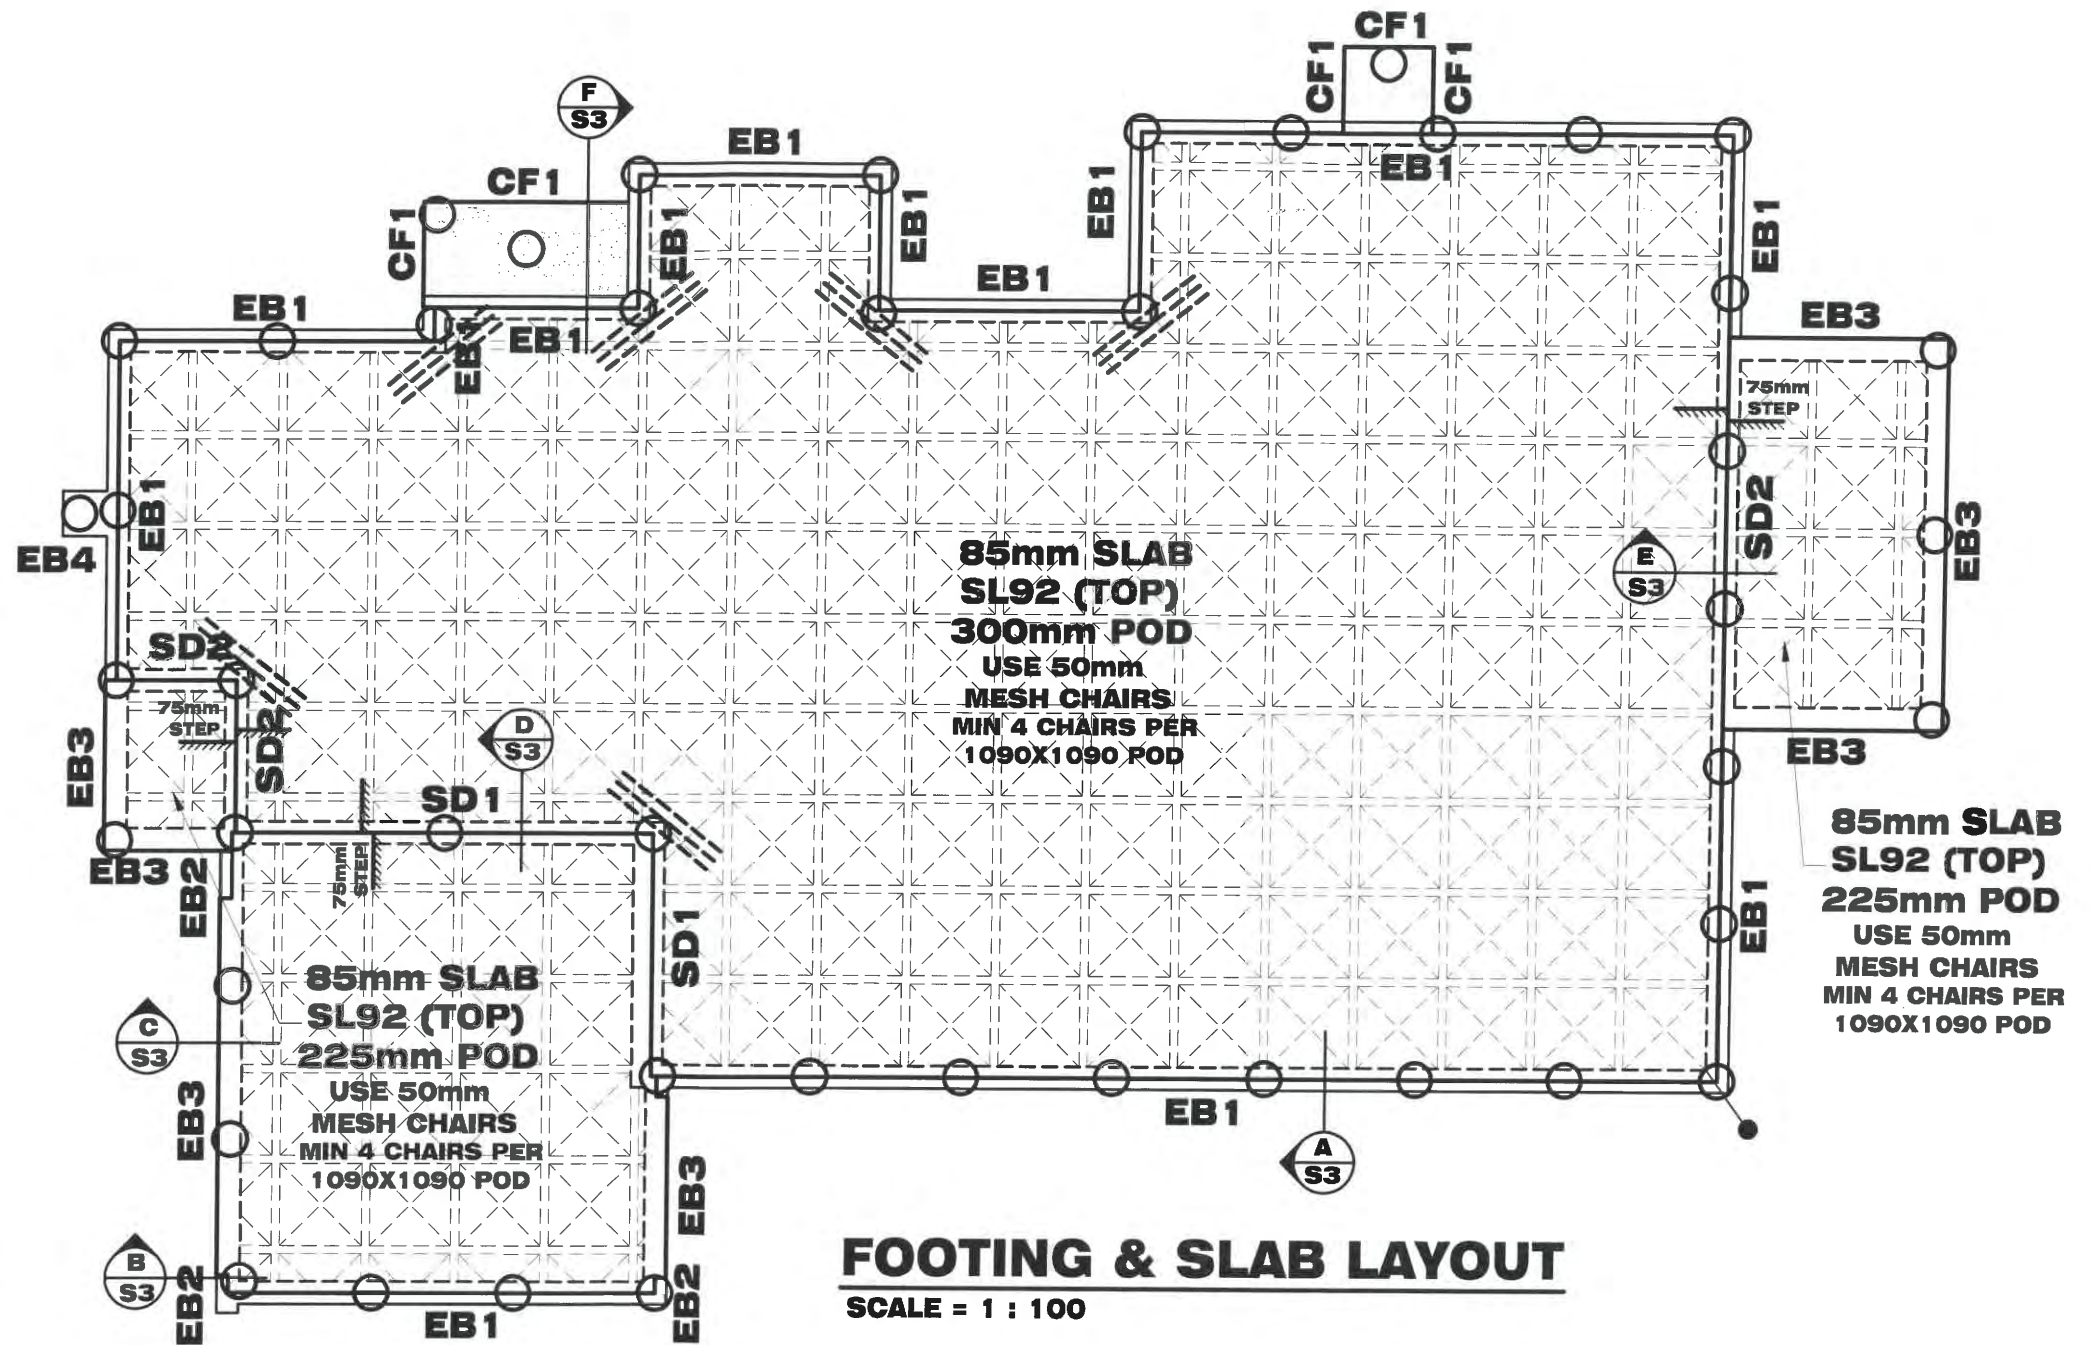 CF1
CF1
CF1
F
S3
EB1
CF1
CF1
EB1
EB1
EB1
EB1
EB1
EB1
EB1
EB1
EB1
EB1
EB3
75mm
STEP
EB1
EB4
SD2
EB3
E
S3
85mm SLAB
SL92 (TOP)
300mm POD
USE 50mm
MESH CHAIRS
MIN 4 CHAIRS PER
1090X1090 POD
SD2
75mm
STEP
SD2
EB3
D
S3
EB3
SD1
EB3
EB2
75mm
STEP
85mm SLAB
SL92 (TOP)
225mm POD
USE 50mm
MESH CHAIRS
MIN 4 CHAIRS PER
1090X1090 POD
EB1
SD1
85mm SLAB
SL92 (TOP)
225mm POD
USE 50mm
MESH CHAIRS
MIN 4 CHAIRS PER
1090X1090 POD
C
S3
EB3
EB1
A
S3
EB3
B
S3
EB2
EB1
EB2
FOOTING & SLAB LAYOUT
SCALE = 1 : 100